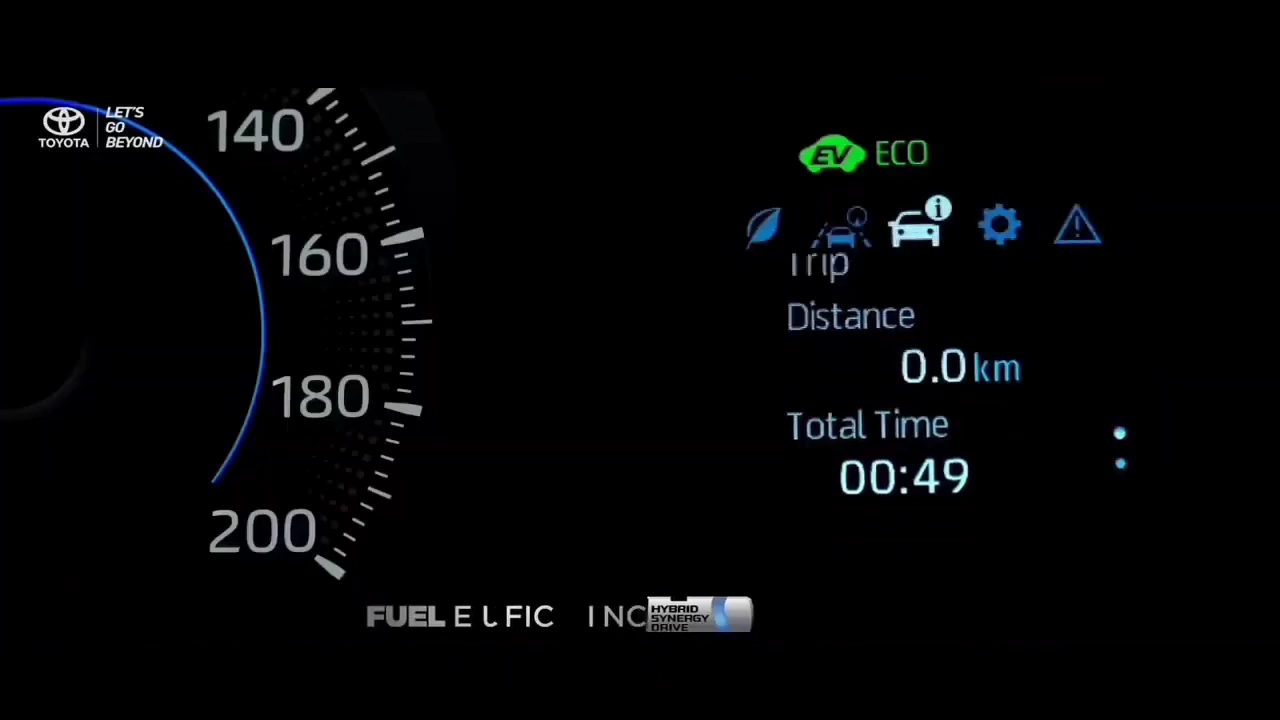 TOYOTA
LET'S
GO
BEYOND
140
160
180
200
EV ECO
i
Trip
Distance
0.0 km
Total Time
00:49
FUEL
HYBRID
SYNERGY
DRIVE